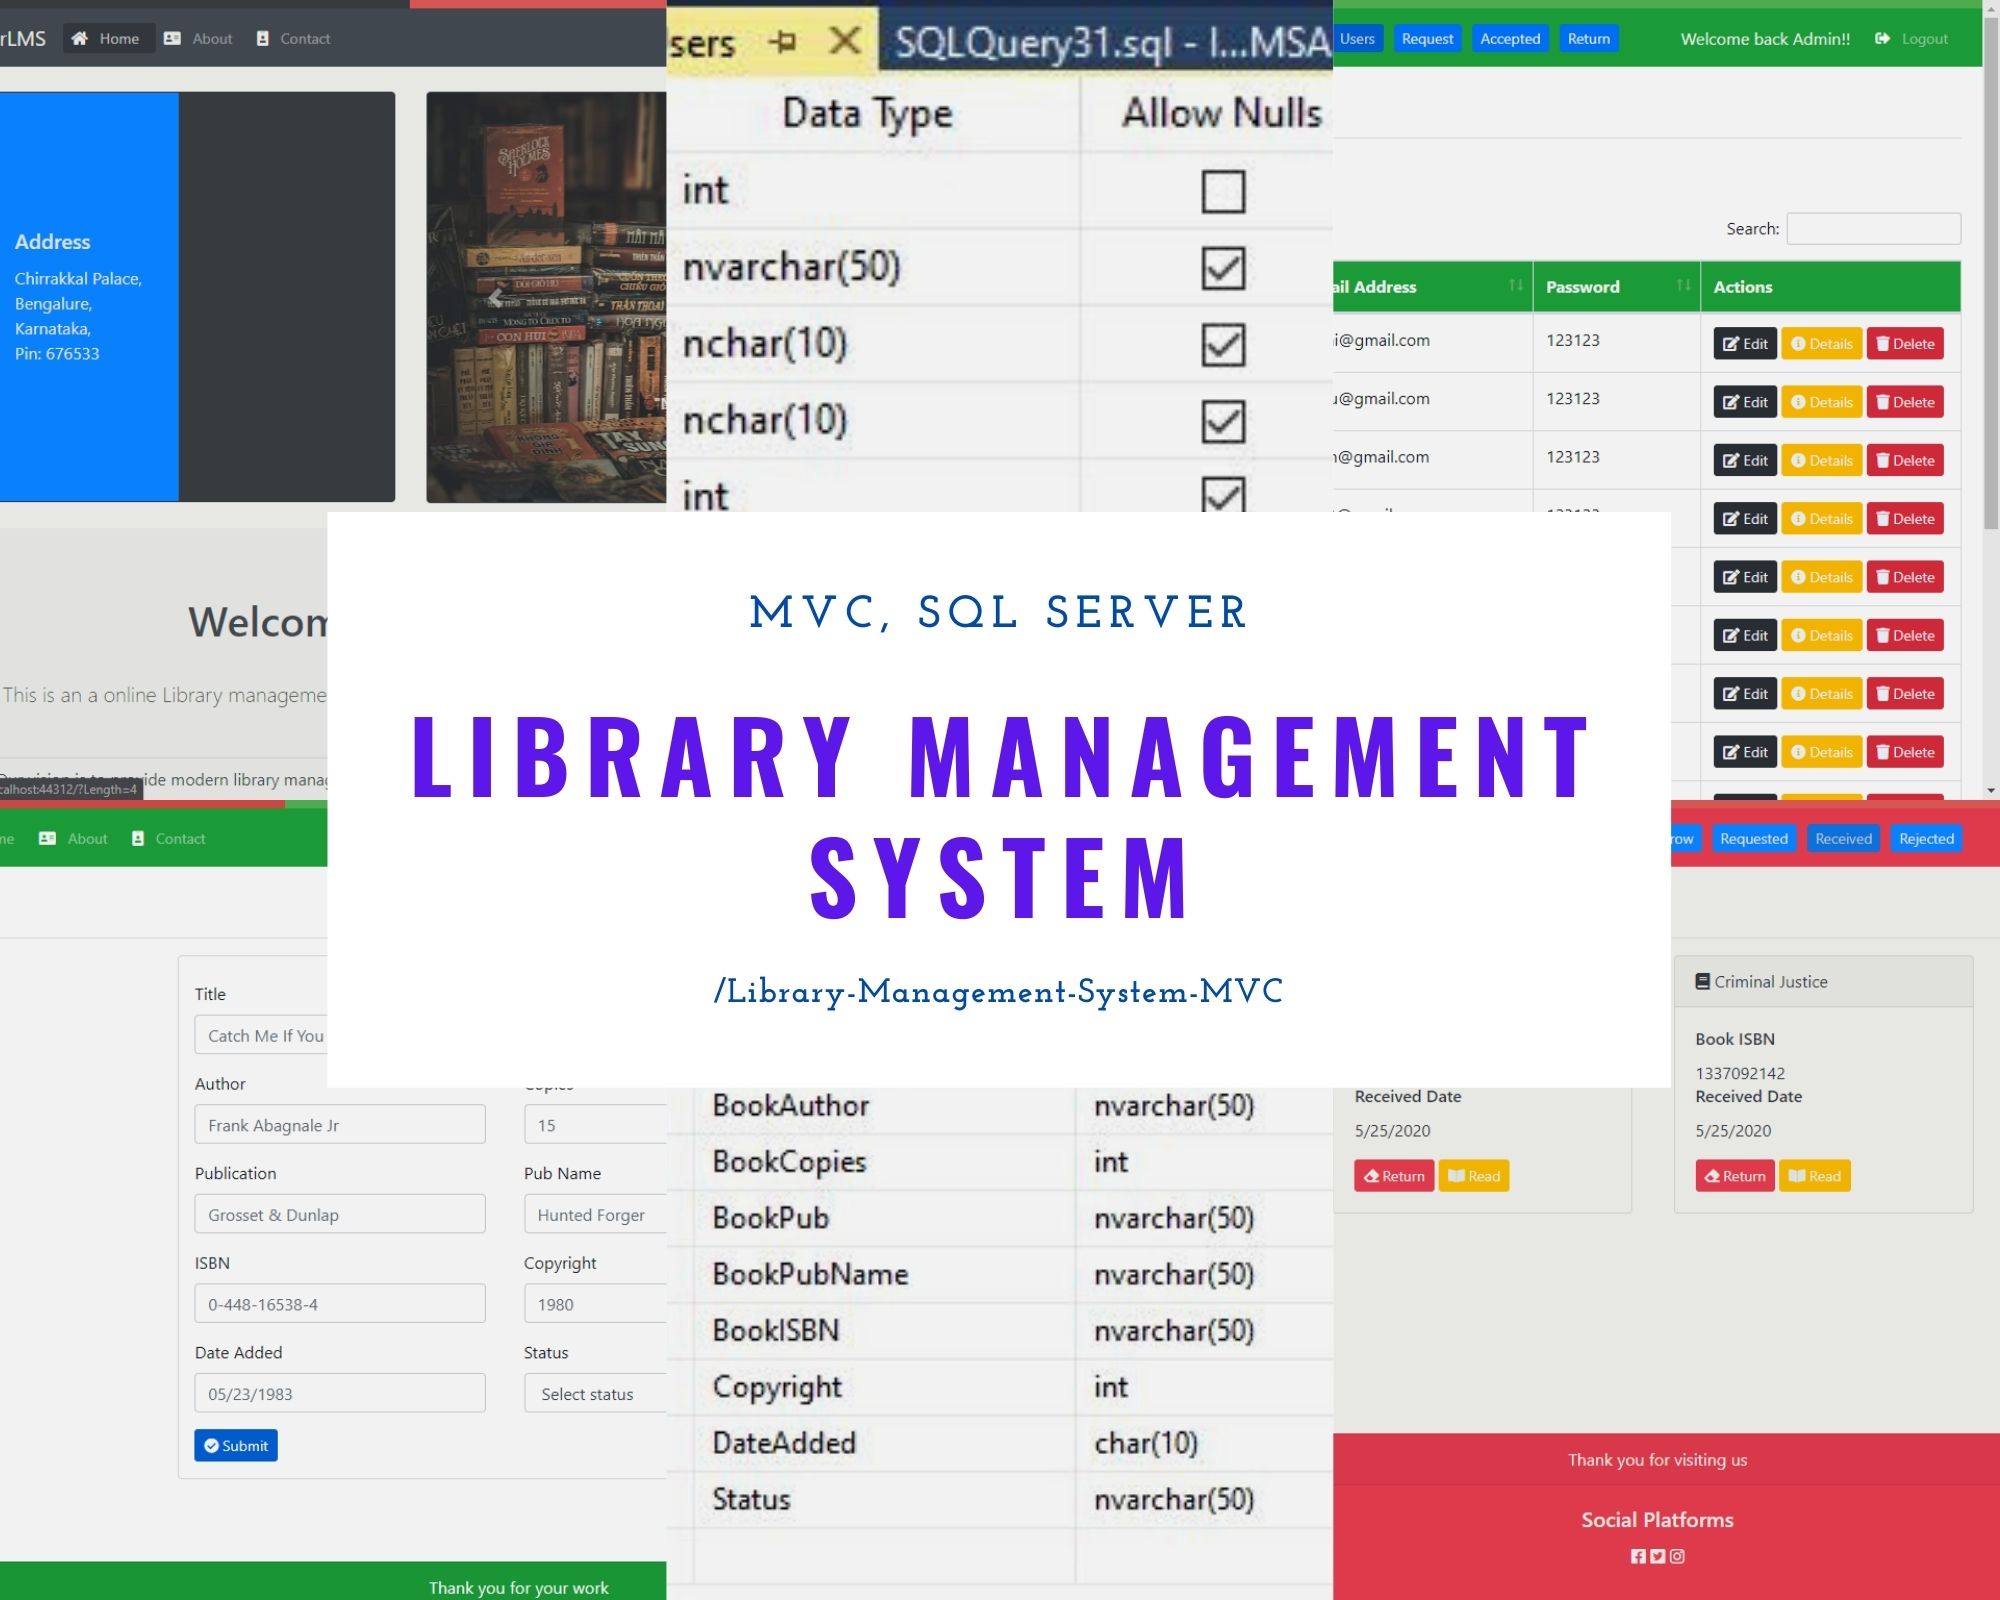 rLMS Home About Contact
Address
Chirrakkal Palace,
Bengalure,
Karnataka,
Pin: 676533
SHERLOCK
HOLMES
CON HUI
Welcom
This is an a online Library manageme
ide modern library manag
calhost:44312/?Length=4
sers SQLQuery31.sql - I...MSA
Data Type Allow Nulls
int
nvarchar(50)
nchar(10)
nchar(10)
int
Users Request Accepted Return Welcome back Admin!! Logout
Search:
ail Address Password Actions
i@gmail.com 123123 Edit Details Delete
u@gmail.com 123123 Edit Details Delete
@gmail.com 123123 Edit Details Delete
Edit Details Delete
Edit Details Delete
Edit Details Delete
Edit Details Delete
Edit Details Delete
MVC, SQL SERVER
LIBRARY MANAGEMENT
SYSTEM
/Library-Management-System-MVC
me About Contact
Title
Catch Me If You
Author Copies
Frank Abagnale Jr 15
Publication Pub Name
Grosset & Dunlap Hunted Forger
ISBN Copyright
0-448-16538-4 1980
Date Added Status
05/23/1983 Select status
Submit
Thank you for your work
BookAuthor nvarchar(50)
BookCopies int
BookPub nvarchar(50)
BookPubName nvarchar(50)
BookISBN nvarchar(50)
Copyright int
DateAdded char(10)
Status nvarchar(50)
row Requested Received Rejected
Criminal Justice
Book ISBN
1337092142
Received Date Received Date
5/25/2020 5/25/2020
Return Read Return Read
Thank you for visiting us
Social Platforms